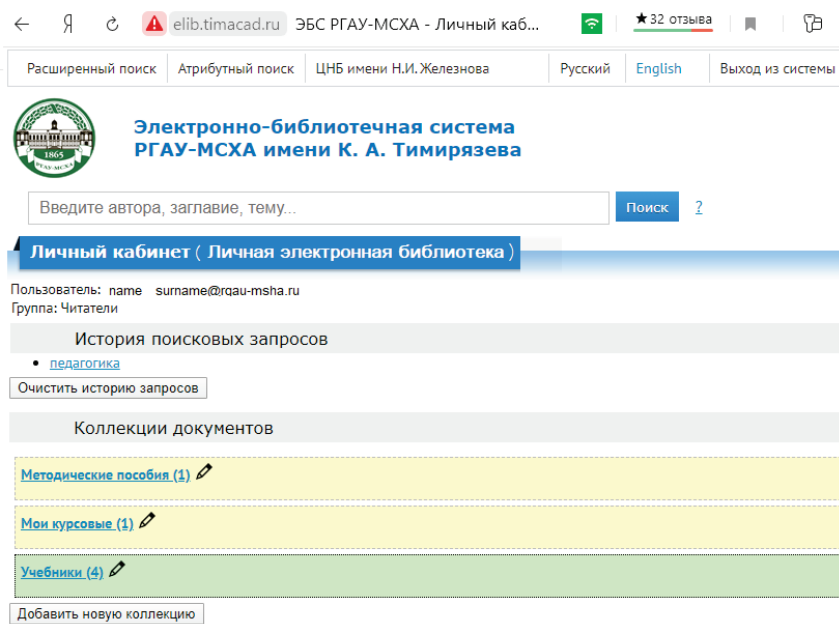 Я elib.timacad.ru ЭБС РГАУ-МСХА - Личный каб... ★32 отзыва
Расширенный поиск Атрибутный поиск ЦНБ имени Н.И. Железнова Русский English Выход из системы
1865
Электронно-библиотечная система
РГАУ-МСХА имени К. А. Тимирязева
Введите автора, заглавие, тему... Поиск ?
Личный кабинет ( Личная электронная библиотека )
Пользователь: name surname@rgau-msha.ru
Группа: Читатели
История поисковых запросов
• педагогика
Очистить историю запросов
Коллекции документов
Методические пособия (1)
Мои курсовые (1)
Учебники (4)
Добавить новую коллекцию